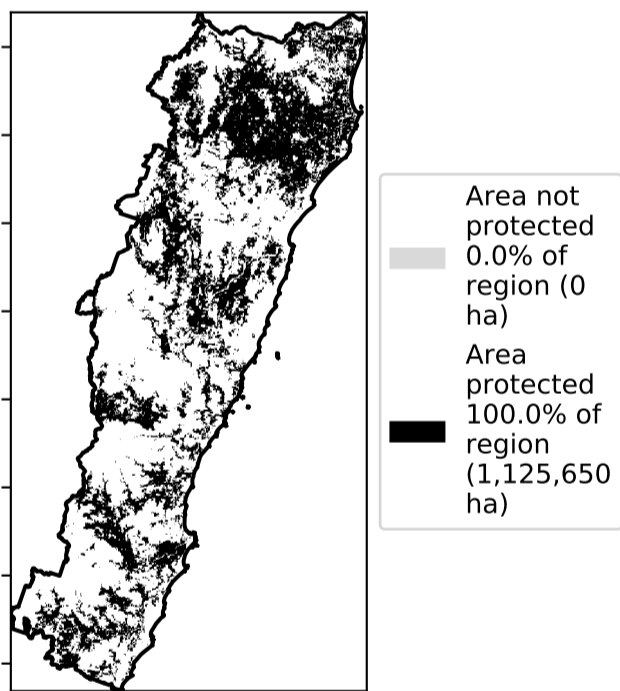 Area not
protected
0.0% of
region (0
ha)
Area
protected
100.0% of
region
(1,125,650
ha)